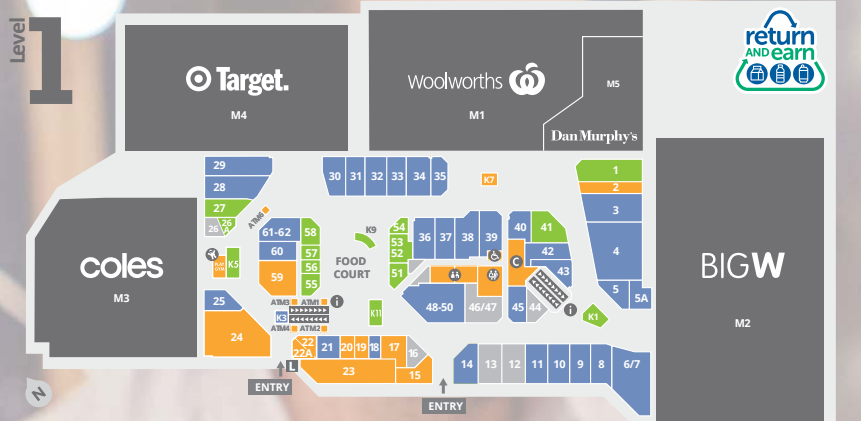 Level
1
return
AND earn
Target.
M4
woolworths
M1
M5
Dan Murphy's
29
28
27
26
26
A
ATM6
30
31
32
33
34
35
K7
1
2
3
4
5
5A
BIGW
M2
coles
M3
PLAY
GYM
K5
25
24
61-62
60
59
58
57
56
55
K9
FOOD
COURT
54
53
52
51
K11
36
37
38
39
40
41
42
43
C
48-50
46/47
45
44
i
K1
ATM3
ATM1
i
K3
ATM4
ATM2
22
22A
21
20
19
18
17
16
23
15
L
ENTRY
ENTRY
14
13
12
11
10
9
8
6/7
N